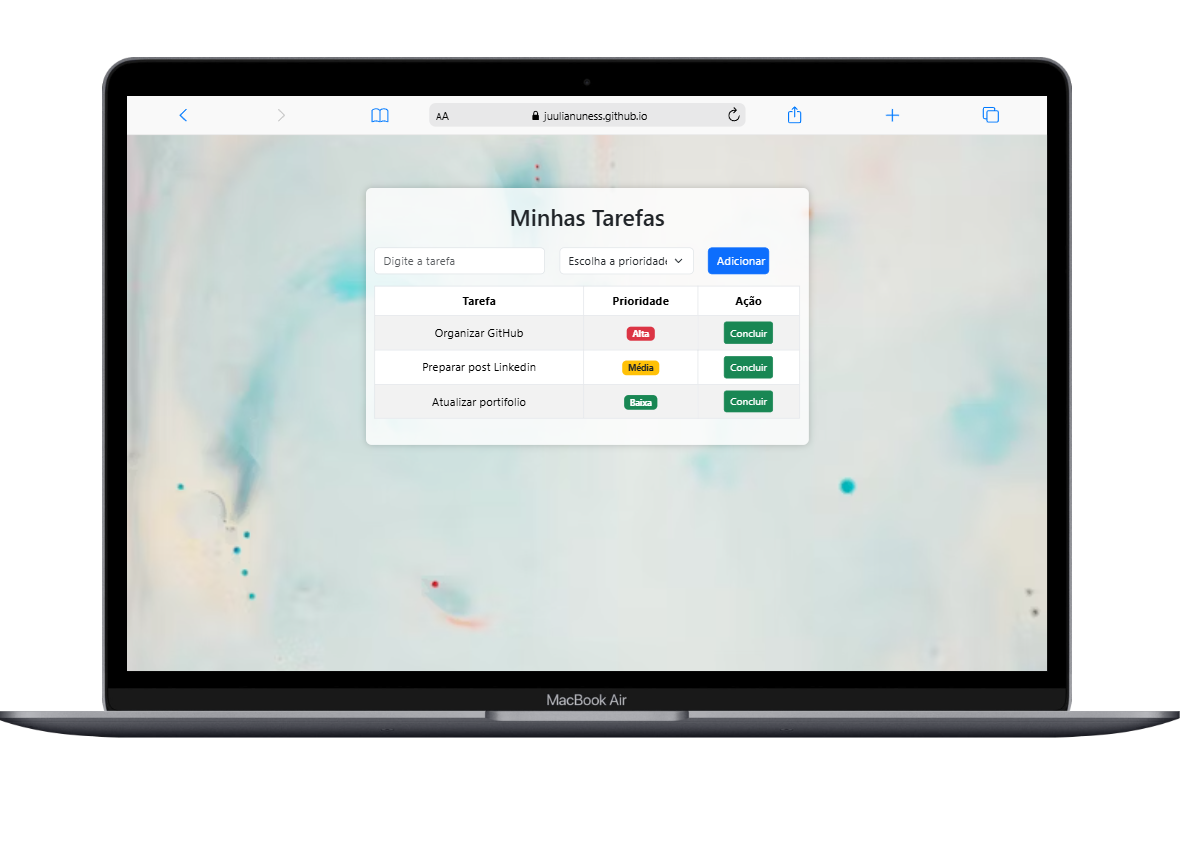 AA juulianuness.github.io
Minhas Tarefas
Digite a tarefa Escolha a prioridade Adicionar
Tarefa Prioridade Ação
Organizar GitHub Alta Concluir
Preparar post Linkedin Média Concluir
Atualizar portifolio Baixa Concluir
MacBook Air